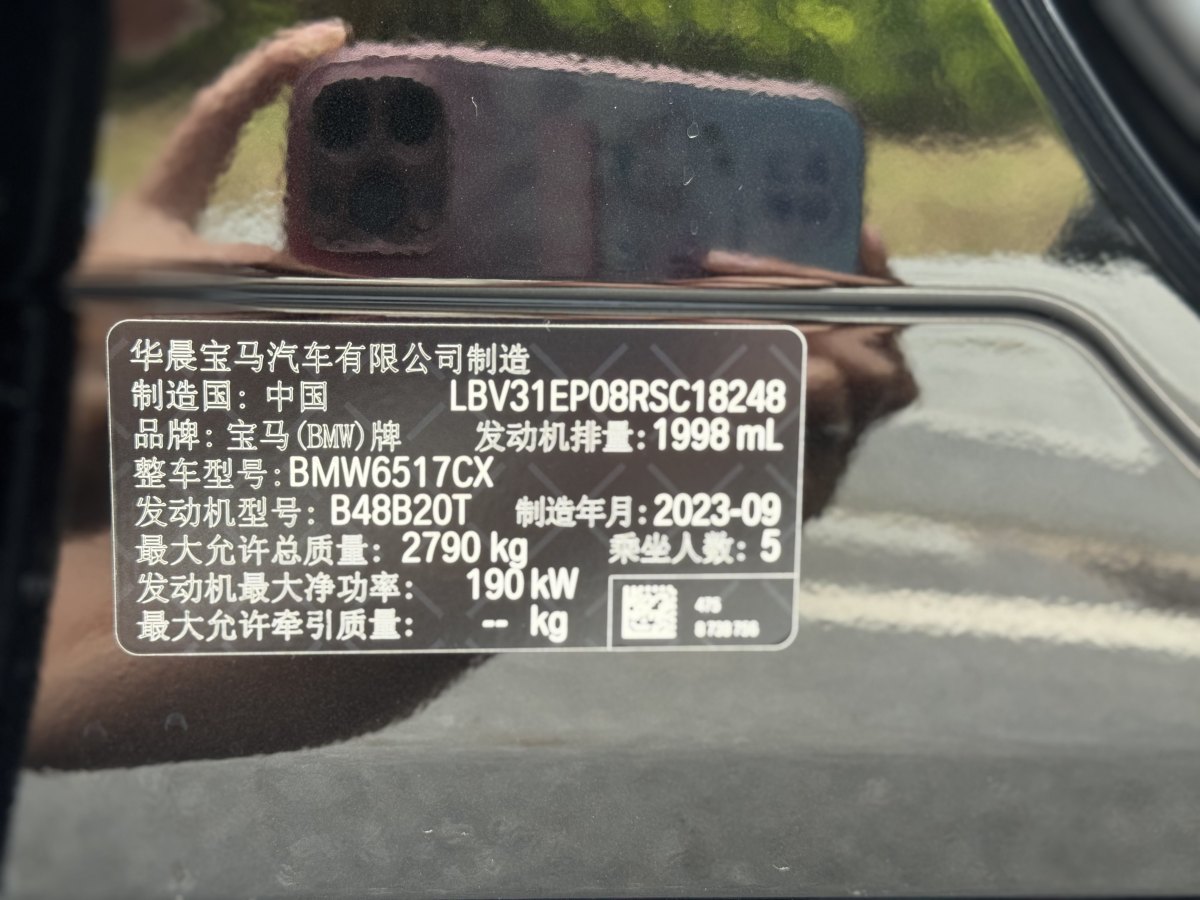 华晨宝马汽车有限公司制造
制造国：中国 LBV31EP08RSC18248
品牌：宝马(BMW)牌 发动机排量：1998 mL
整车型号：BMW6517CX
发动机型号：B48B20T 制造年月：2023-09
最大允许总质量：2790 kg 乘坐人数：5
发动机最大净功率：190 kW
最大允许牵引质量：-- kg
475